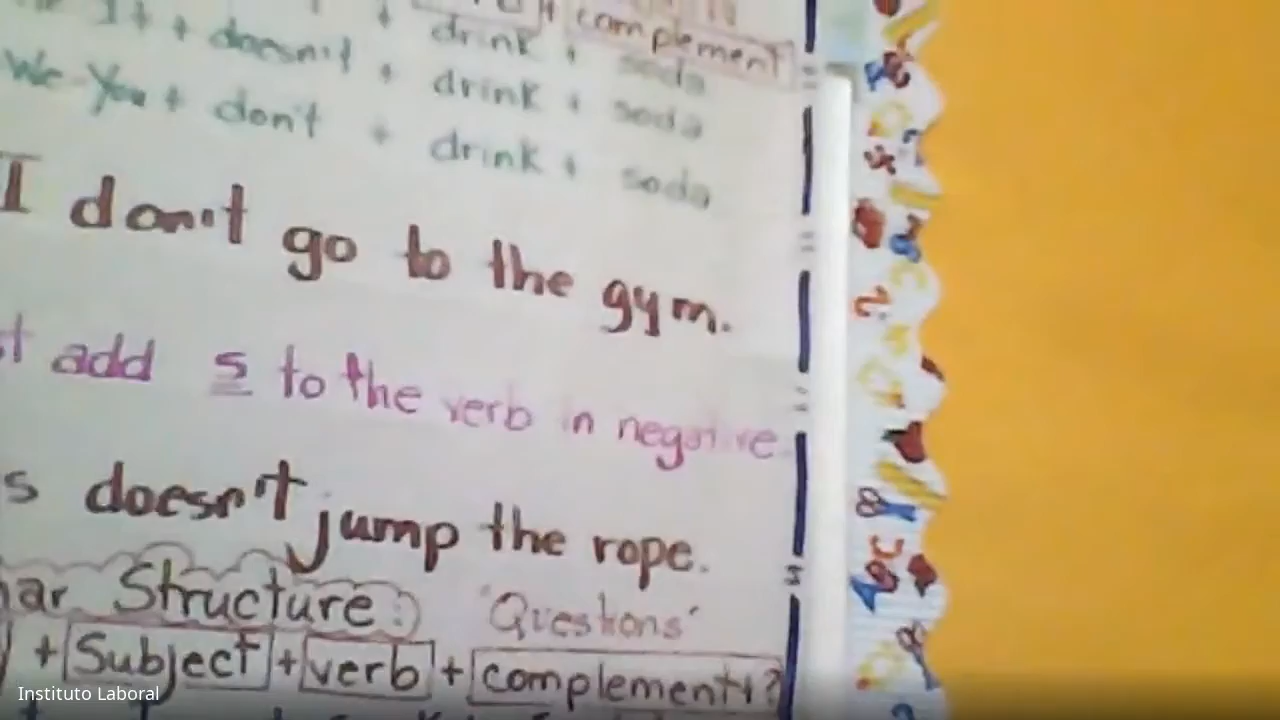 + complement
It + doesn't + drink + soda
+ drink + soda
We-You + don't + drink + soda
I don't go to the gym.
add s to the verb in negative.
s doesn't jump the rope.
Structure: "Questions"
+ Subject + verb + complement + ?
Instituto Laboral